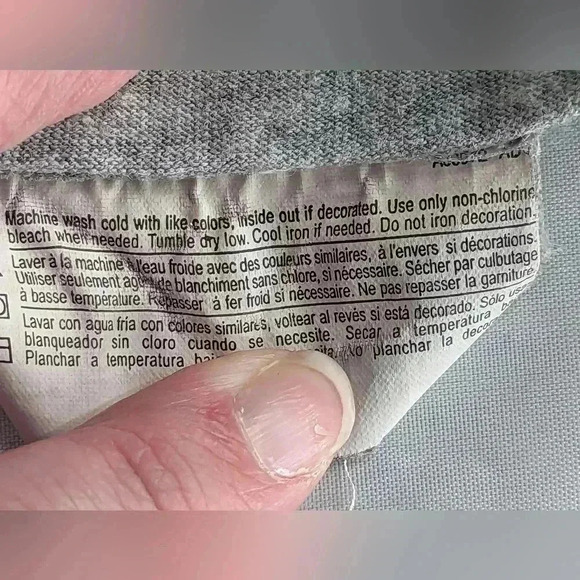 Machine wash cold with like colors, inside out if decorated. Use only non-chlorine
bleach when needed. Tumble dry low. Cool iron if needed. Do not iron decoration.
Laver à la machine à l'eau froide avec des couleurs similaires, à l'envers si décorations.
Utiliser seulement de blanchiment sans chlore, si nécessaire. Sécher par culbutage
à basse température. Repasser à fer froid si nécessaire. Ne pas repasser la garniture.
Lavar con agua fría con colores similares, voltear al revés si está decorado. Sólo
blanqueador sin cloro cuando se necesite. Secar a temperatura
Planchar a temperatura No planchar la